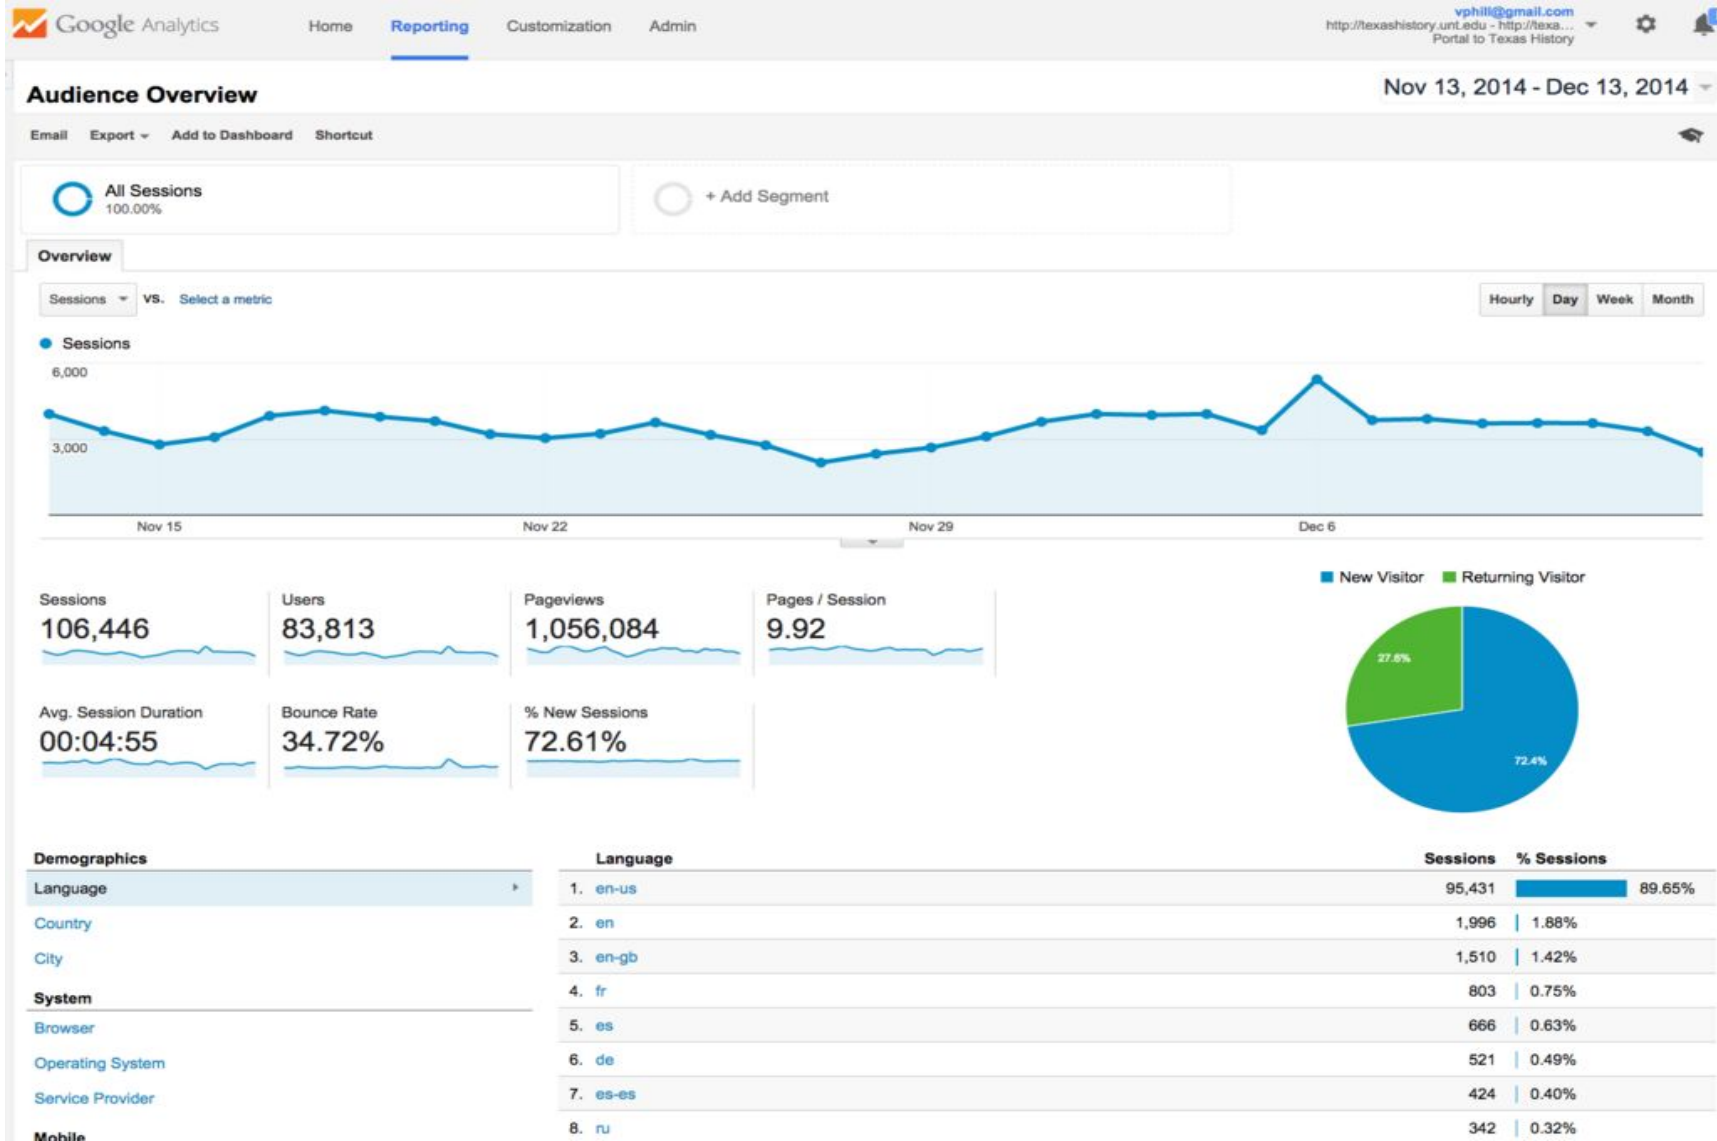 Google Analytics
Home Reporting Customization Admin
vphill@gmail.com
http://texashistory.unt.edu - http://texa...
Portal to Texas History
Audience Overview
Nov 13, 2014 - Dec 13, 2014
Email Export Add to Dashboard Shortcut
All Sessions
100.00%
+ Add Segment
Overview
Sessions VS. Select a metric
Hourly Day Week Month
Sessions
6,000
3,000
Nov 15 Nov 22 Nov 29 Dec 6
New Visitor Returning Visitor
Sessions Users Pageviews Pages / Session
106,446 83,813 1,056,084 9.92
27.6%
Avg. Session Duration Bounce Rate % New Sessions
00:04:55 34.72% 72.61%
72.4%
Demographics
Language
Country
City
System
Browser
Operating System
Service Provider
Mobile
Language Sessions % Sessions
1. en-us 95,431 89.65%
2. en 1,996 1.88%
3. en-gb 1,510 1.42%
4. fr 803 0.75%
5. es 666 0.63%
6. de 521 0.49%
7. es-es 424 0.40%
8. ru 342 0.32%